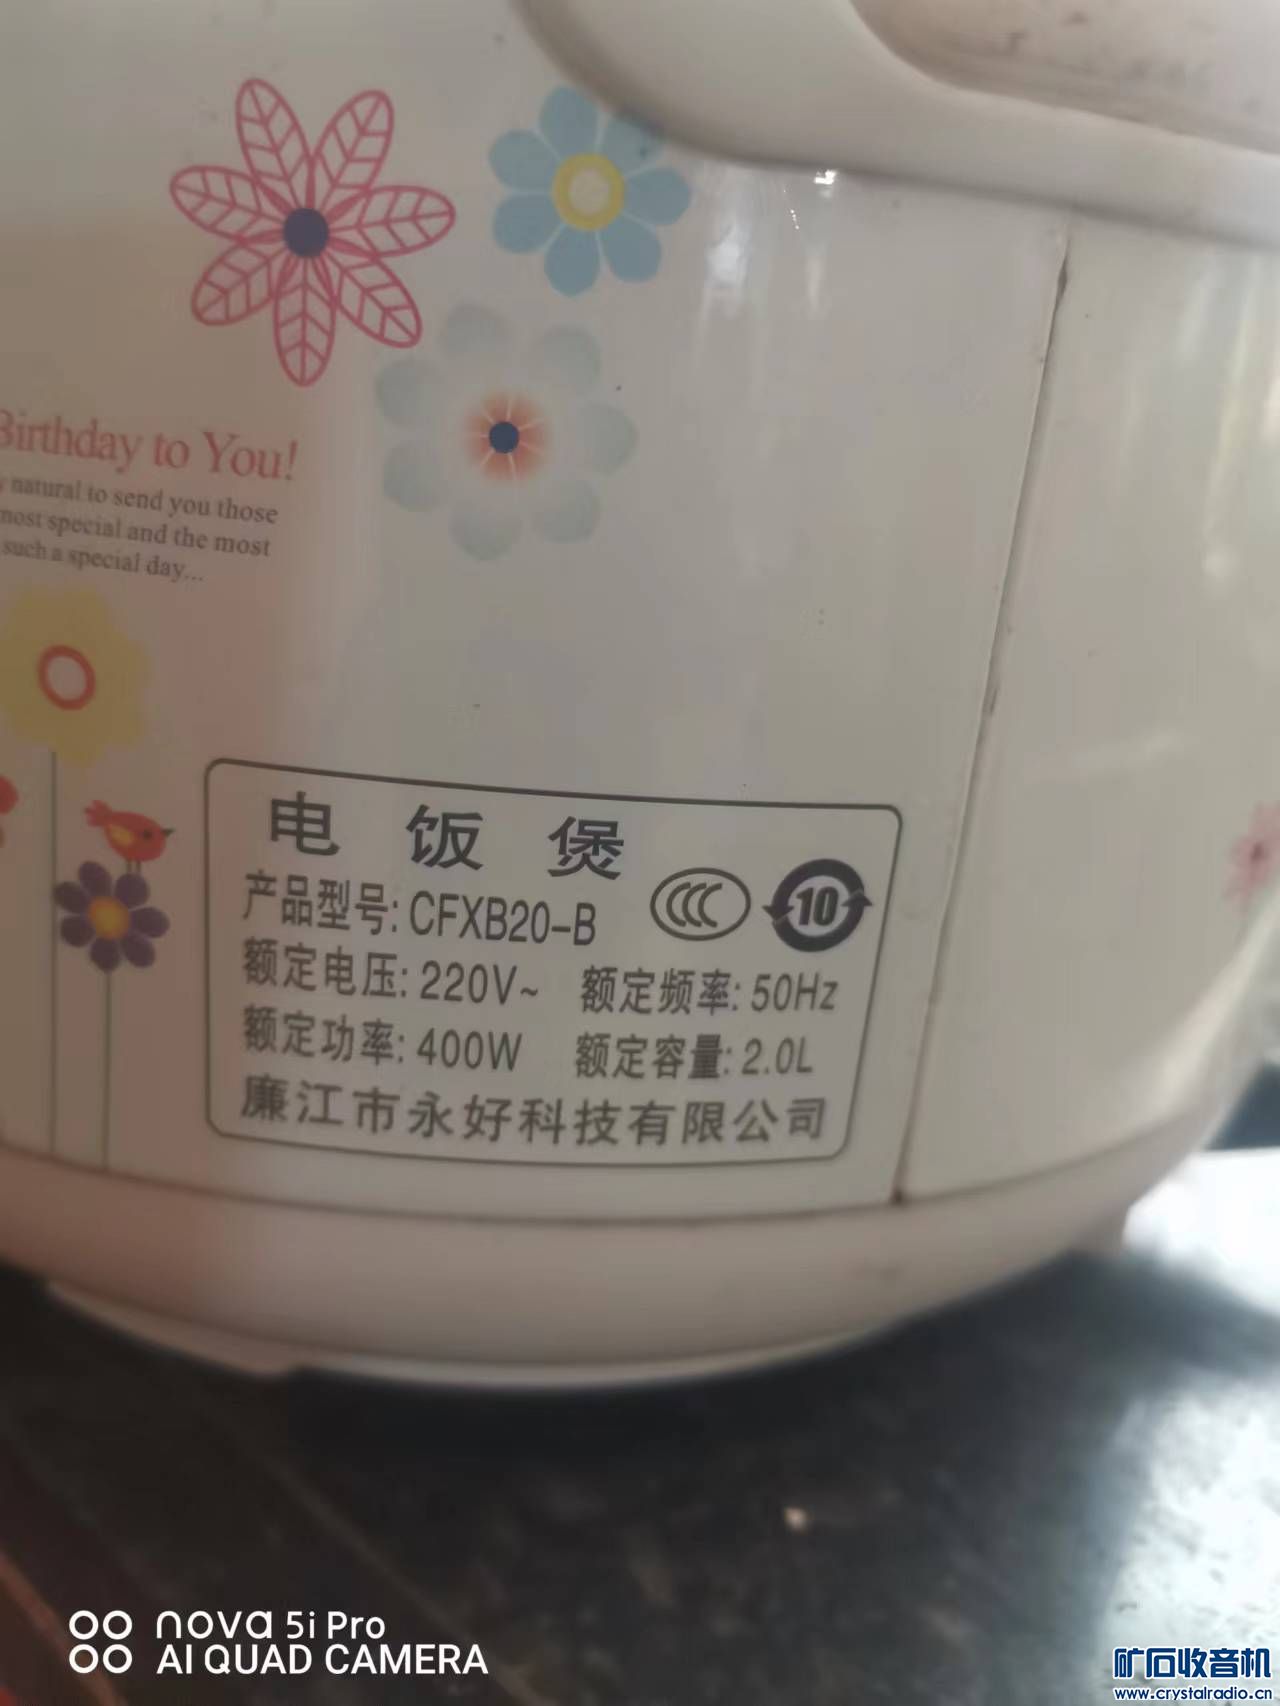 Birthday to You!
natural to send you those
most special and the most
such a special day...
电饭煲
产品型号: CFXB20-B
CCC
10
额定电压: 220V~ 额定频率: 50Hz
额定功率: 400W 额定容量: 2.0L
廉江市永好科技有限公司
nova 5i Pro
AI QUAD CAMERA
矿石收音机
www.crystalradio.cn